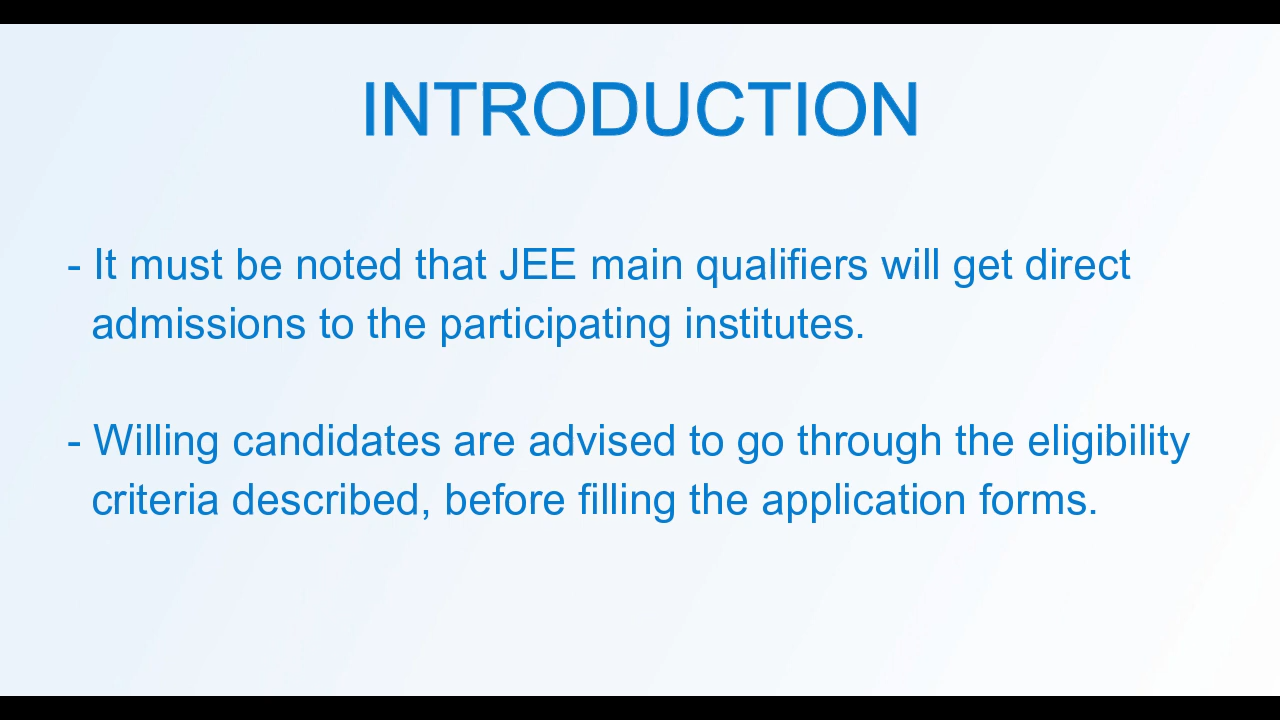 INTRODUCTION
- It must be noted that JEE main qualifiers will get direct
admissions to the participating institutes.
- Willing candidates are advised to go through the eligibility
criteria described, before filling the application forms.